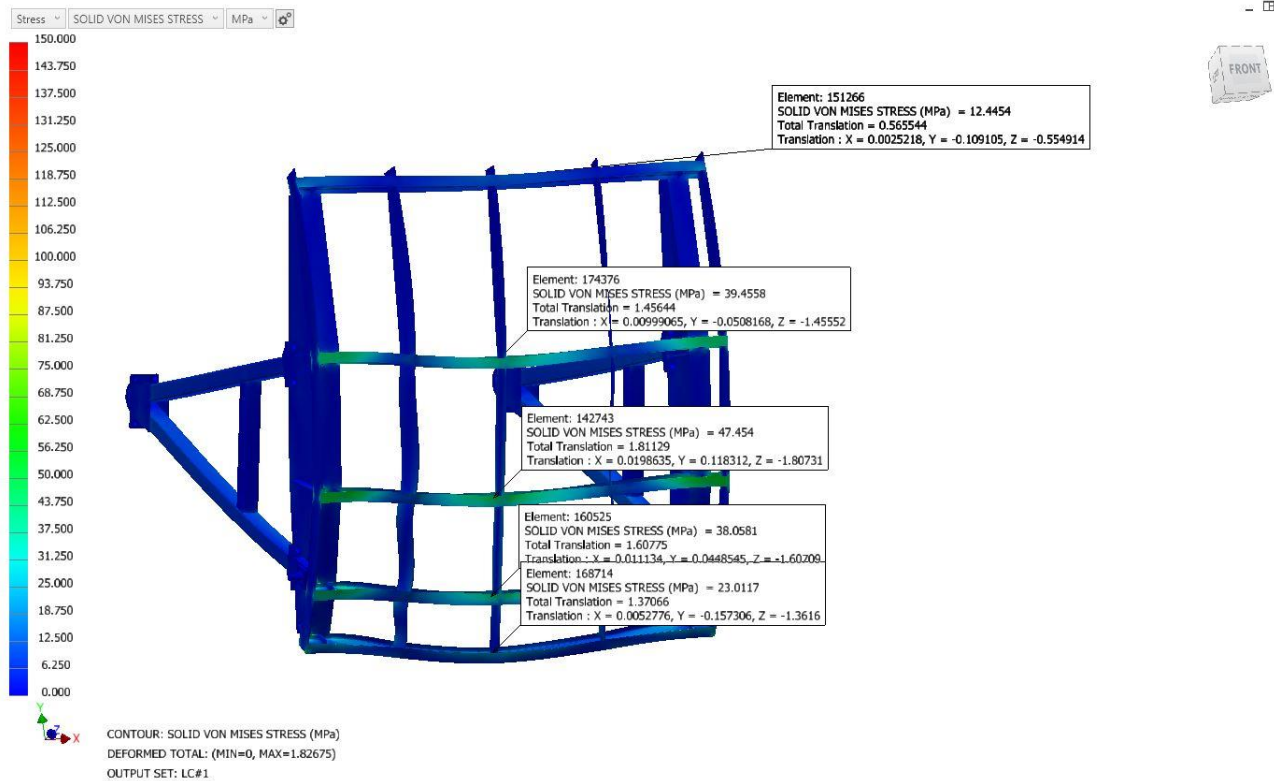 Stress SOLID VON MISES STRESS MPa
150.000
143.750
137.500
131.250
125.000
118.750
112.500
106.250
100.000
93.750
87.500
81.250
75.000
68.750
62.500
56.250
50.000
43.750
37.500
31.250
25.000
18.750
12.500
6.250
0.000
FRONT
Element: 151266
SOLID VON MISES STRESS (MPa) = 12.4454
Total Translation = 0.565544
Translation : X = 0.0025218, Y = -0.109105, Z = -0.554914
Element: 174376
SOLID VON MISES STRESS (MPa) = 39.4558
Total Translation = 1.45644
Translation : X = 0.00999065, Y = -0.0508168, Z = -1.45552
Element: 142743
SOLID VON MISES STRESS (MPa) = 47.454
Total Translation = 1.81129
Translation : X = 0.0198635, Y = 0.118312, Z = -1.80731
Element: 160525
SOLID VON MISES STRESS (MPa) = 38.0581
Total Translation = 1.60775
Translation : X = 0.011134, Y = 0.0448545, Z = -1.60709
Element: 168714
SOLID VON MISES STRESS (MPa) = 23.0117
Total Translation = 1.37066
Translation : X = 0.0052776, Y = -0.157306, Z = -1.3616
Y
Z
X
CONTOUR: SOLID VON MISES STRESS (MPa)
DEFORMED TOTAL: (MIN=0, MAX=1.82675)
OUTPUT SET: LC#1